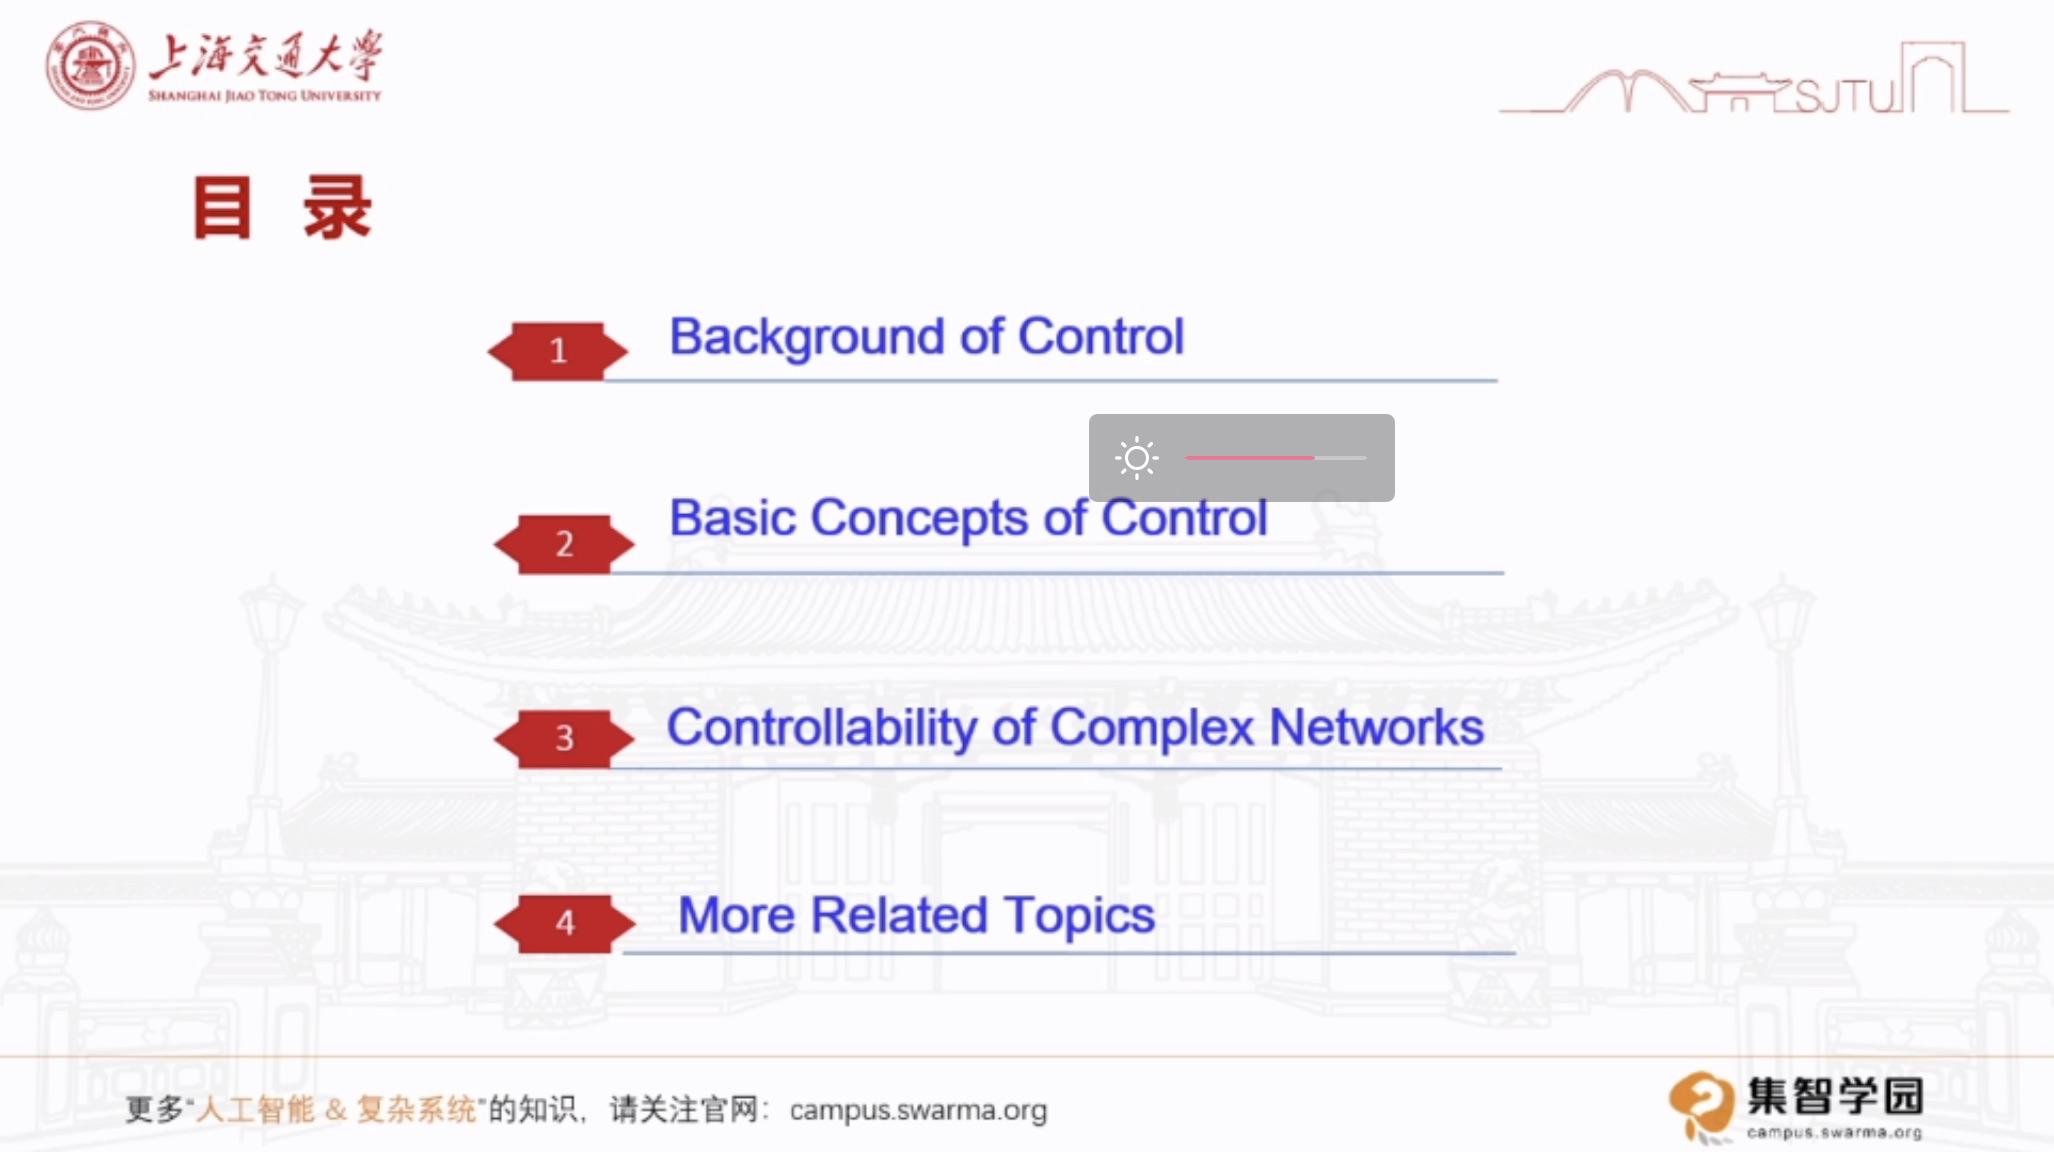 上海交通大学
SHANGHAI JIAO TONG UNIVERSITY
SJTU
目 录
1 Background of Control
2 Basic Concepts of Control
3 Controllability of Complex Networks
4 More Related Topics
更多“人工智能 & 复杂系统”的知识，请关注官网：campus.swarma.org
集智学园
campus.swarma.org